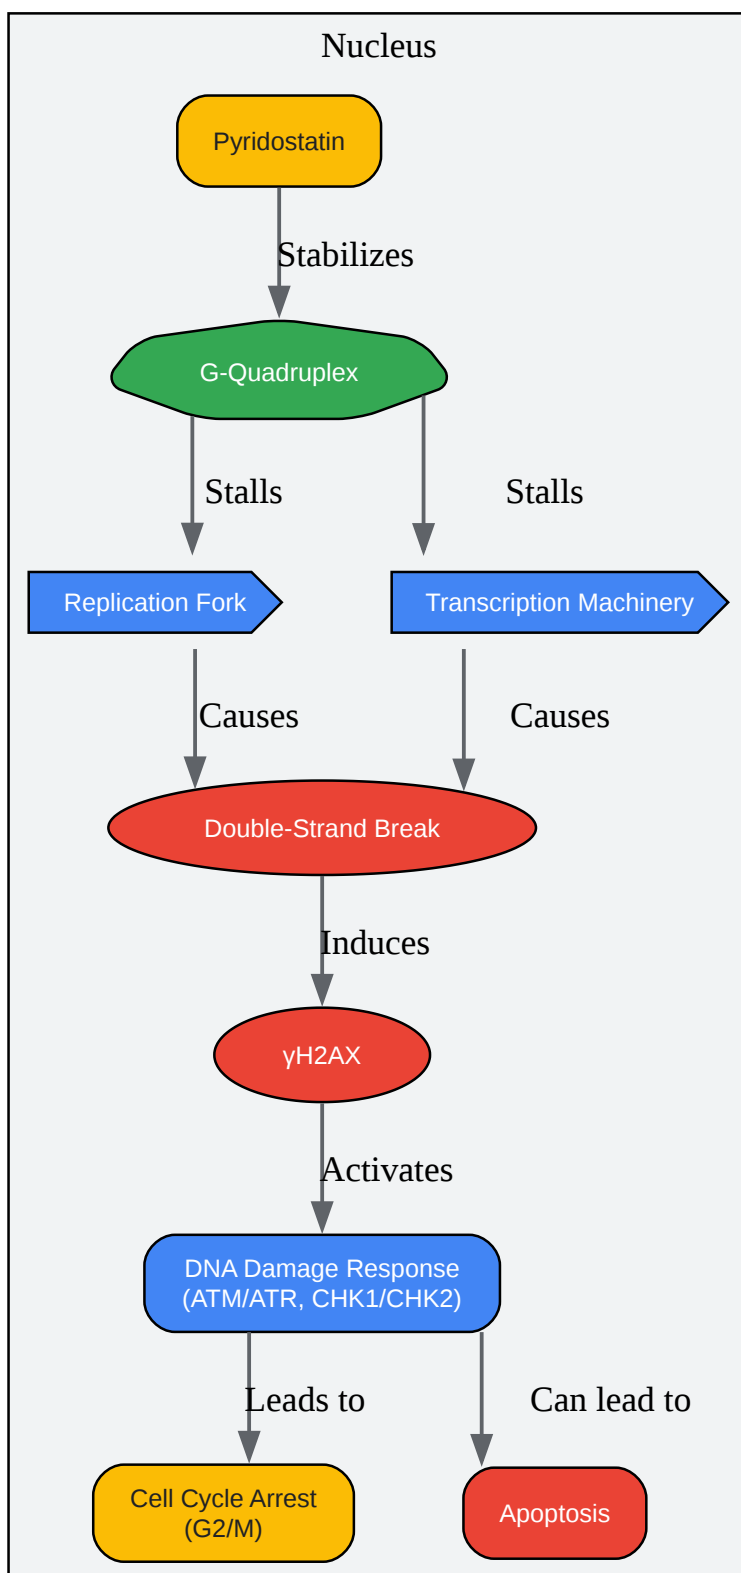 Nucleus
Pyridostatin
Stabilizes
G-Quadruplex
Stalls
Stalls
Replication Fork
Transcription Machinery
Causes
Causes
Double-Strand Break
Induces
γH2AX
Activates
DNA Damage Response
(ATM/ATR, CHK1/CHK2)
Leads to
Can lead to
Cell Cycle Arrest
(G2/M)
Apoptosis